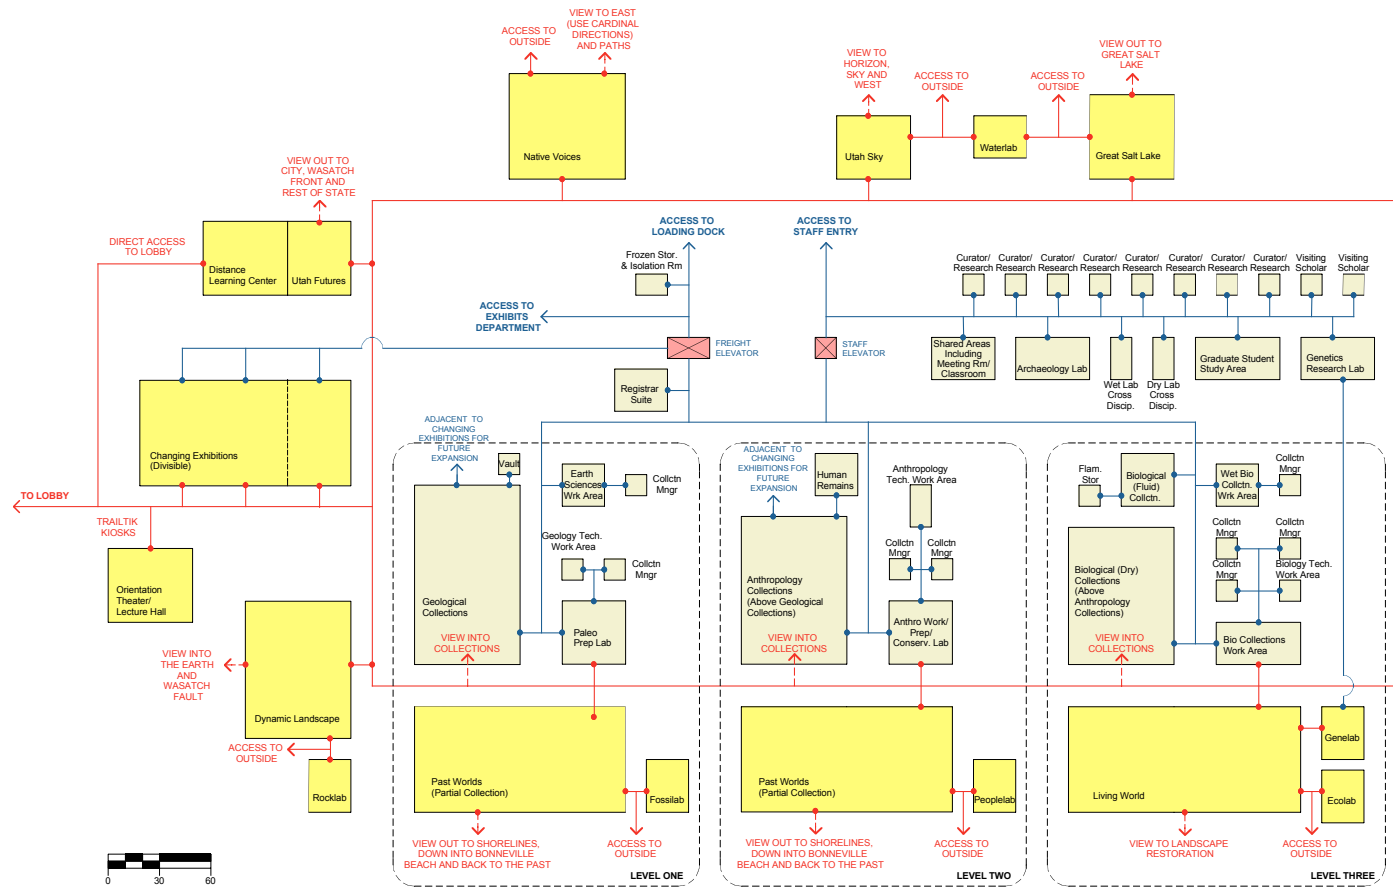 ACCESS TO
OUTSIDE
VIEW TO EAST
(USE CARDINAL
DIRECTIONS)
AND PATHS
VIEW TO
HORIZON,
SKY AND
WEST
ACCESS TO
OUTSIDE
ACCESS TO
OUTSIDE
VIEW OUT TO
GREAT SALT
LAKE
Native Voices
Utah Sky
Waterlab
Great Salt Lake
VIEW OUT TO
CITY, WASATCH
FRONT AND
REST OF STATE
DIRECT ACCESS
TO LOBBY
Distance
Learning Center
Utah Futures
ACCESS TO
LOADING DOCK
ACCESS TO
STAFF ENTRY
Frozen Stor.
& Isolation Rm
ACCESS TO
EXHIBITS
DEPARTMENT
FREIGHT
ELEVATOR
STAFF
ELEVATOR
Curator/
Research
Curator/
Research
Curator/
Research
Curator/
Research
Curator/
Research
Curator/
Research
Curator/
Research
Curator/
Research
Visiting
Scholar
Visiting
Scholar
Shared Areas
Including
Meeting Rm/
Classroom
Archaeology Lab
Wet Lab
Cross
Discip.
Dry Lab
Cross
Discip.
Graduate Student
Study Area
Genetics
Research Lab
Registrar
Suite
Changing Exhibitions
(Divisible)
TO LOBBY
TRAILTIK
KIOSKS
Orientation
Theater/
Lecture Hall
ADJACENT TO
CHANGING
EXHIBITIONS FOR
FUTURE
EXPANSION
Vault
Earth
Sciences
Wrk Area
Collctn
Mngr
Geology Tech.
Work Area
Collctn
Mngr
Geological
Collections
Paleo
Prep Lab
VIEW INTO
COLLECTIONS
ADJACENT TO
CHANGING
EXHIBITIONS FOR
FUTURE
EXPANSION
Human
Remains
Anthropology
Tech. Work Area
Collctn
Mngr
Collctn
Mngr
Anthropology
Collections
(Above Geological
Collections)
Anthro Work/
Prep/
Conserv. Lab
VIEW INTO
COLLECTIONS
Flam.
Stor
Biological
(Fluid)
Collctn.
Wet Bio
Collctn.
Wrk Area
Collctn
Mngr
Collctn
Mngr
Collctn
Mngr
Collctn
Mngr
Biology Tech.
Work Area
Biological (Dry)
Collections
(Above
Anthropology
Collections)
Bio Collections
Work Area
VIEW INTO
COLLECTIONS
VIEW INTO
THE EARTH
AND
WASATCH
FAULT
Dynamic Landscape
ACCESS TO
OUTSIDE
Rocklab
Past Worlds
(Partial Collection)
Fossilab
VIEW OUT TO SHORELINES,
DOWN INTO BONNEVILLE
BEACH AND BACK TO THE PAST
ACCESS TO
OUTSIDE
LEVEL ONE
Past Worlds
(Partial Collection)
Peoplelab
VIEW OUT TO SHORELINES,
DOWN INTO BONNEVILLE
BEACH AND BACK TO THE PAST
ACCESS TO
OUTSIDE
LEVEL TWO
Living World
Genelab
Ecolab
VIEW TO LANDSCAPE
RESTORATION
ACCESS TO
OUTSIDE
LEVEL THREE
0 30 60